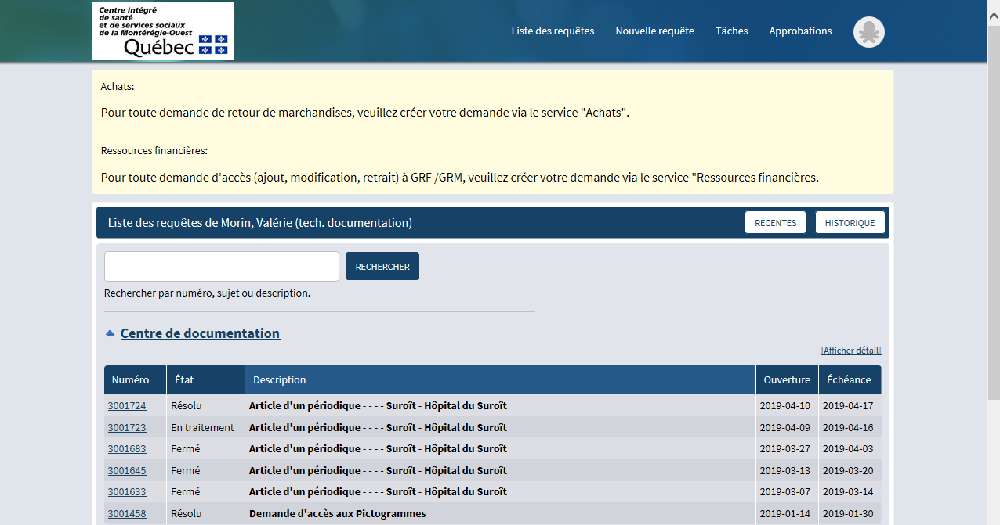 Centre intégré
de santé
et de services sociaux
de la Montérégie-Ouest
Québec
Liste des requêtes Nouvelle requête Tâches Approbations
Achats:
Pour toute demande de retour de marchandises, veuillez créer votre demande via le service "Achats".
Ressources financières:
Pour toute demande d'accès (ajout, modification, retrait) à GRF /GRM, veuillez créer votre demande via le service "Ressources financières.
Liste des requêtes de Morin, Valérie (tech. documentation) RÉCENTES HISTORIQUE
RECHERCHER
Rechercher par numéro, sujet ou description.
Centre de documentation
[Afficher détail]
Numéro État Description Ouverture Échéance
3001724 Résolu Article d'un périodique - - - - Suroît - Hôpital du Suroît 2019-04-10 2019-04-17
3001723 En traitement Article d'un périodique - - - - Suroît - Hôpital du Suroît 2019-04-09 2019-04-16
3001683 Fermé Article d'un périodique - - - - Suroît - Hôpital du Suroît 2019-03-27 2019-04-03
3001645 Fermé Article d'un périodique - - - - Suroît - Hôpital du Suroît 2019-03-13 2019-03-20
3001633 Fermé Article d'un périodique - - - - Suroît - Hôpital du Suroît 2019-03-07 2019-03-14
3001458 Résolu Demande d'accès aux Pictogrammes 2019-01-14 2019-01-30